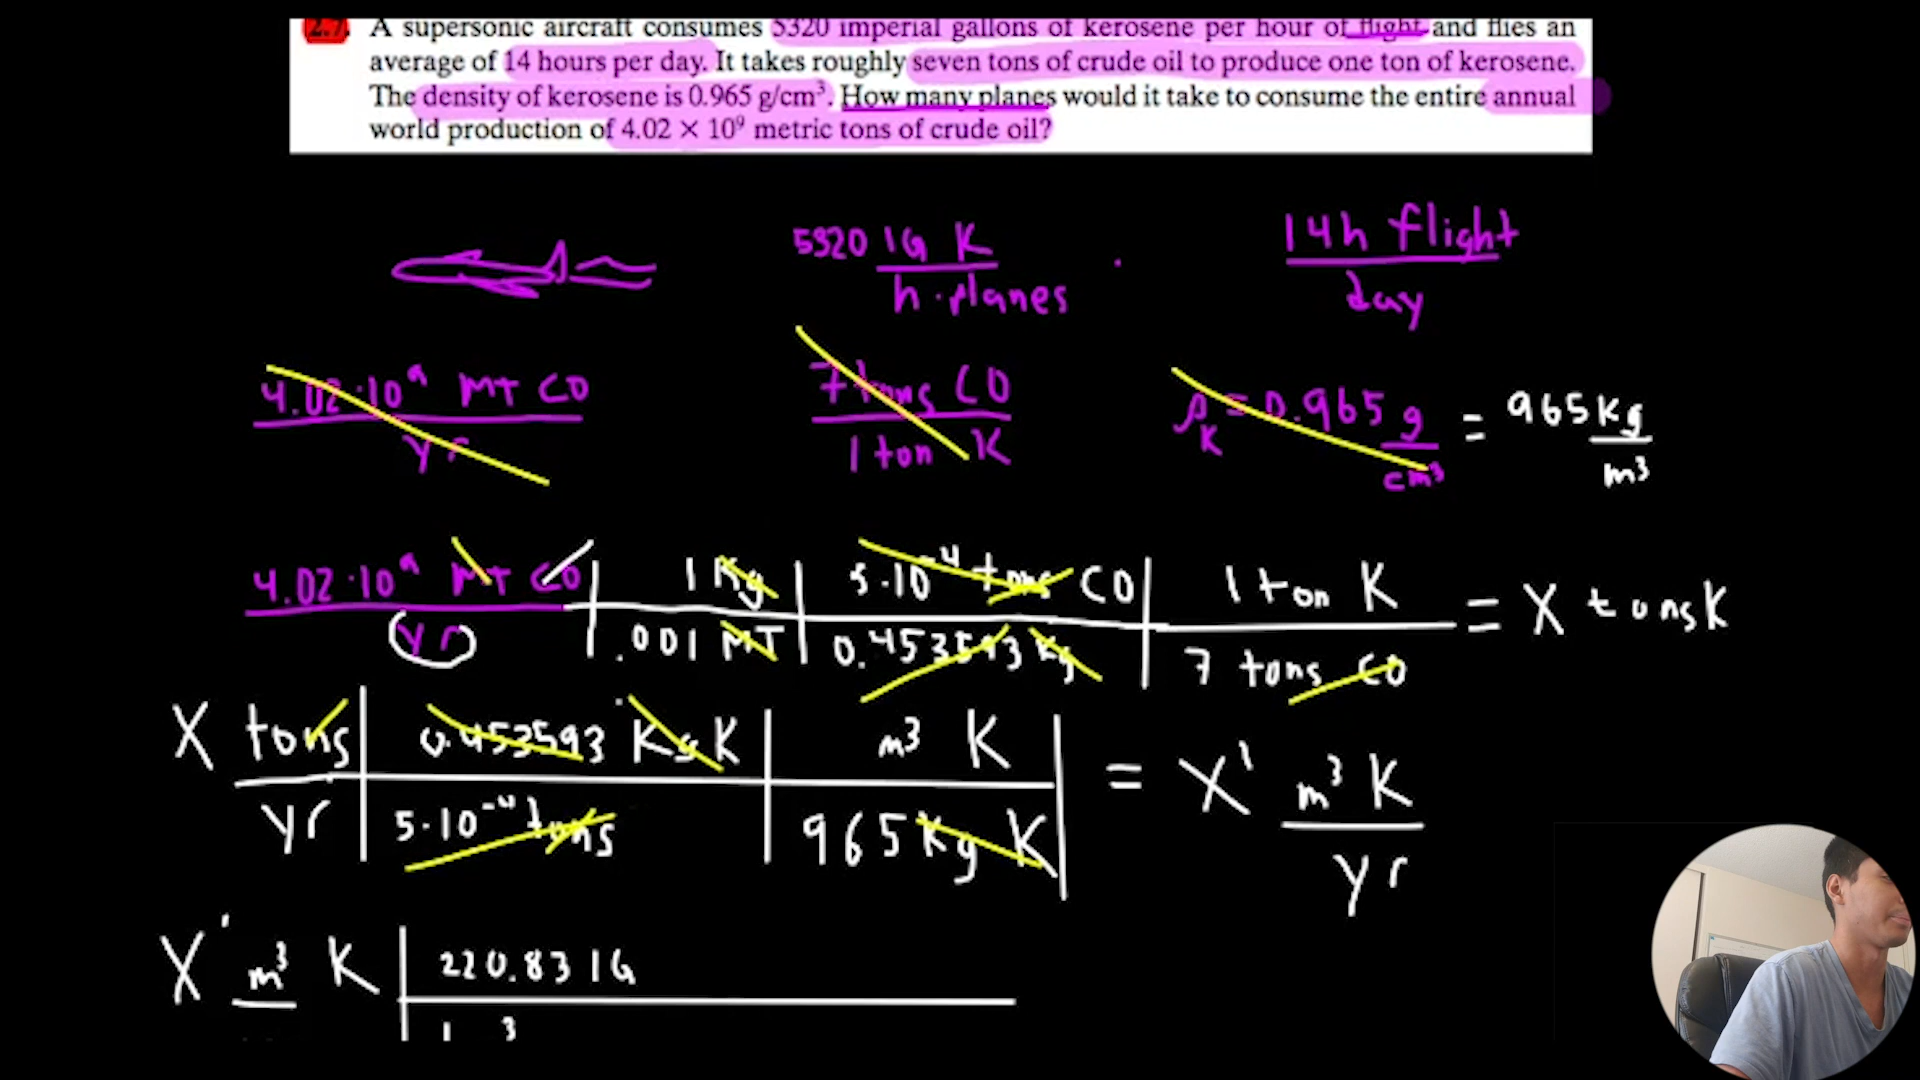 2.7. A supersonic aircraft consumes 5320 imperial gallons of kerosene per hour of flight and flies an
average of 14 hours per day. It takes roughly seven tons of crude oil to produce one ton of kerosene.
The density of kerosene is 0.965 g/cm³. How many planes would it take to consume the entire annual
world production of 4.02 × 10⁹ metric tons of crude oil?
5320 IG K 14h flight
h · planes day
4.02·10⁹ MT CO 7 tons CO ρK = 0.965 g = 965 Kg
yr 1 ton K cm³ m³
4.02·10⁹ MT CO 1 Kg 5·10⁻⁴ tons CO 1 ton K = X tons K
yr .001 MT 0.453593 Kg 7 tons CO
X tons 0.453593 Kg K m³ K = X' m³ K
yr 5·10⁻⁴ tons 965 Kg K yr
X' m³ K 220.83 IG